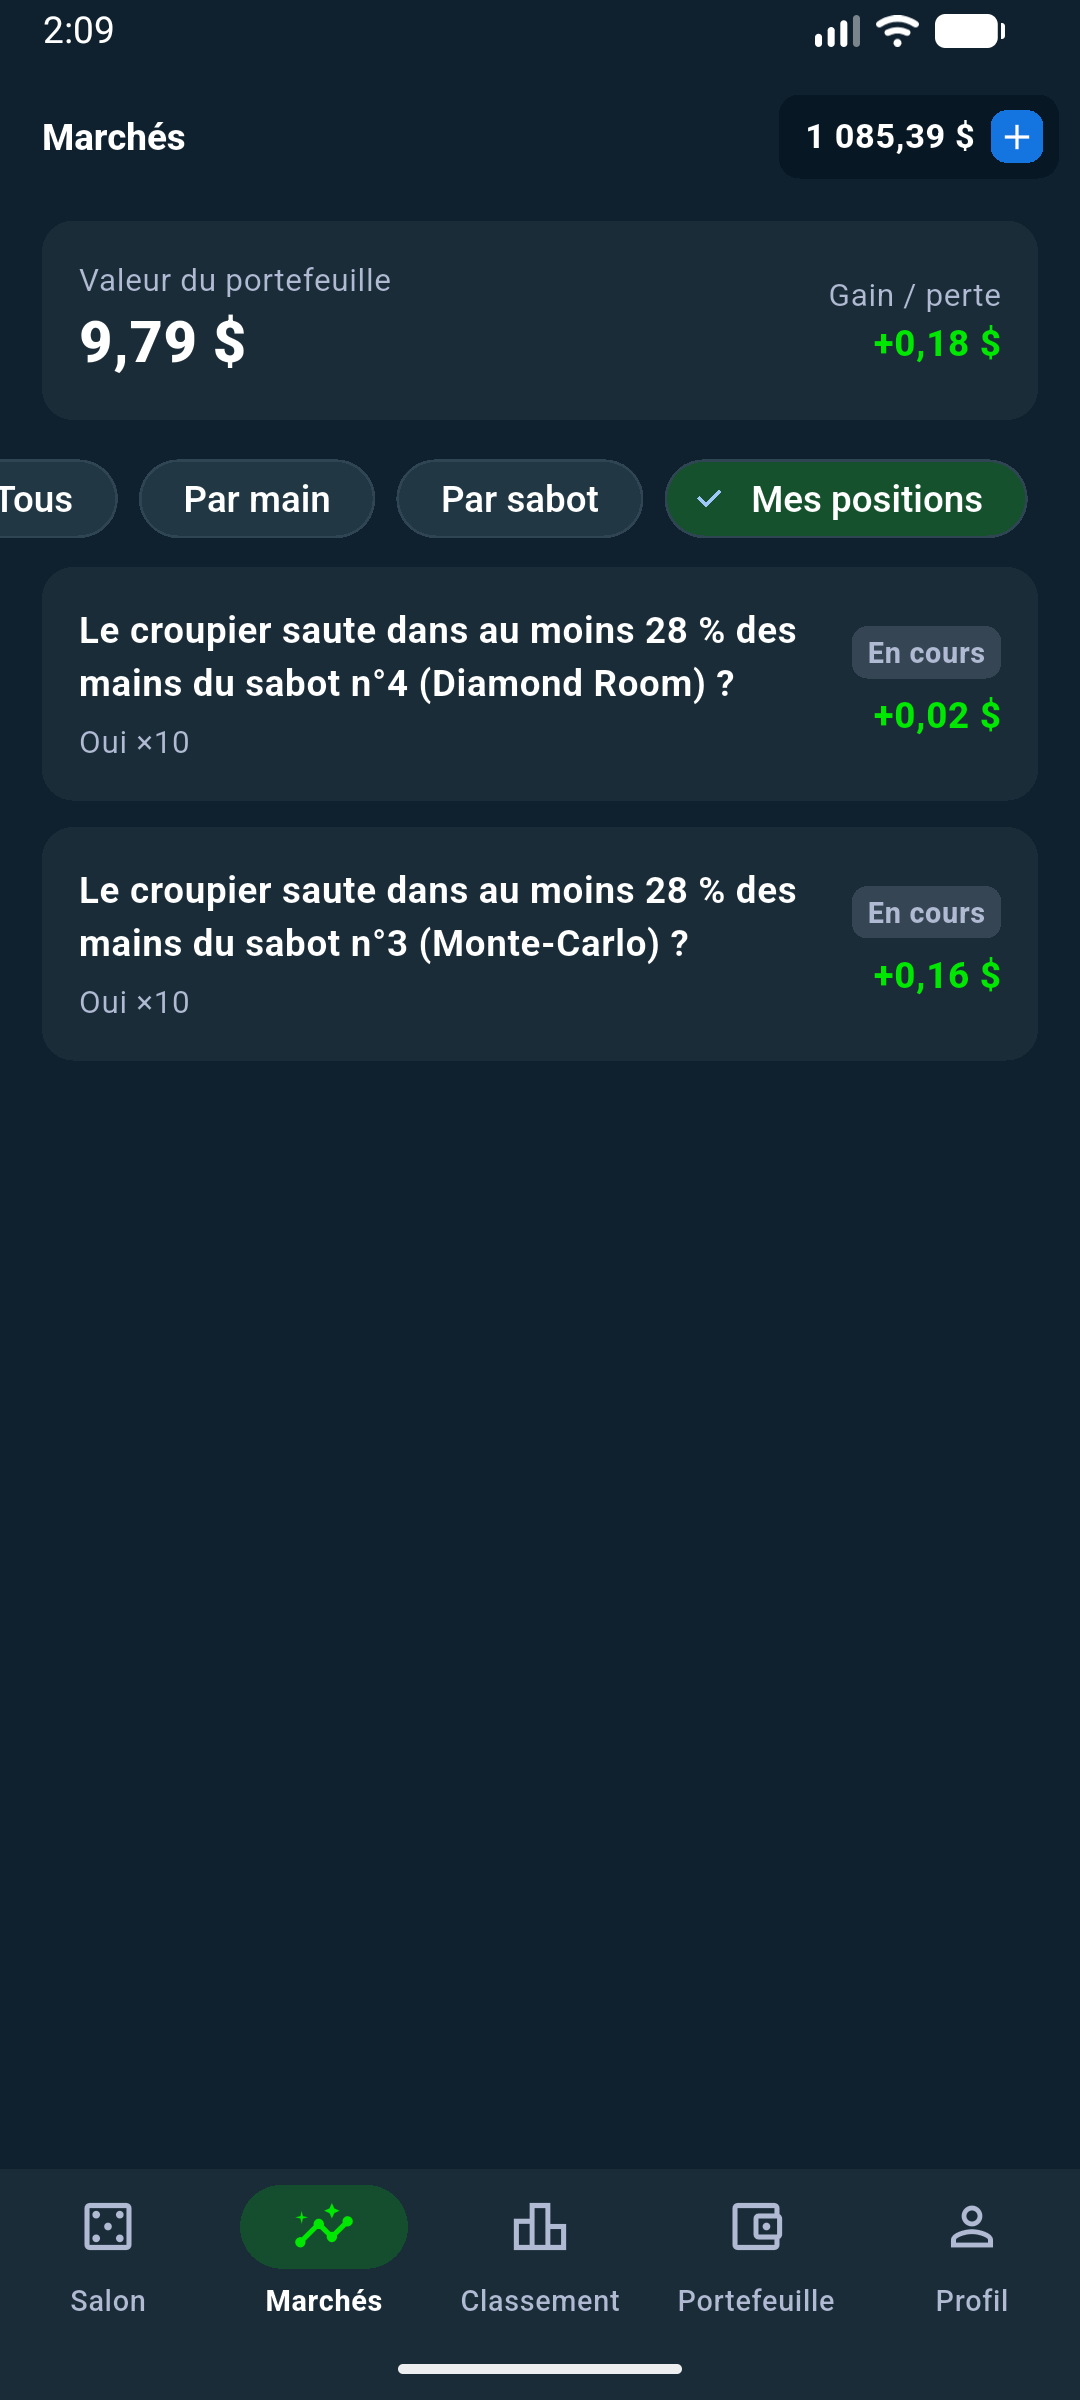 2:09
Marchés
1 085,39 $
Valeur du portefeuille
9,79 $
Gain / perte
+0,18 $
Tous
Par main
Par sabot
Mes positions
Le croupier saute dans au moins 28 % des
mains du sabot n°4 (Diamond Room) ?
Oui ×10
En cours
+0,02 $
Le croupier saute dans au moins 28 % des
mains du sabot n°3 (Monte-Carlo) ?
Oui ×10
En cours
+0,16 $
Salon
Marchés
Classement
Portefeuille
Profil